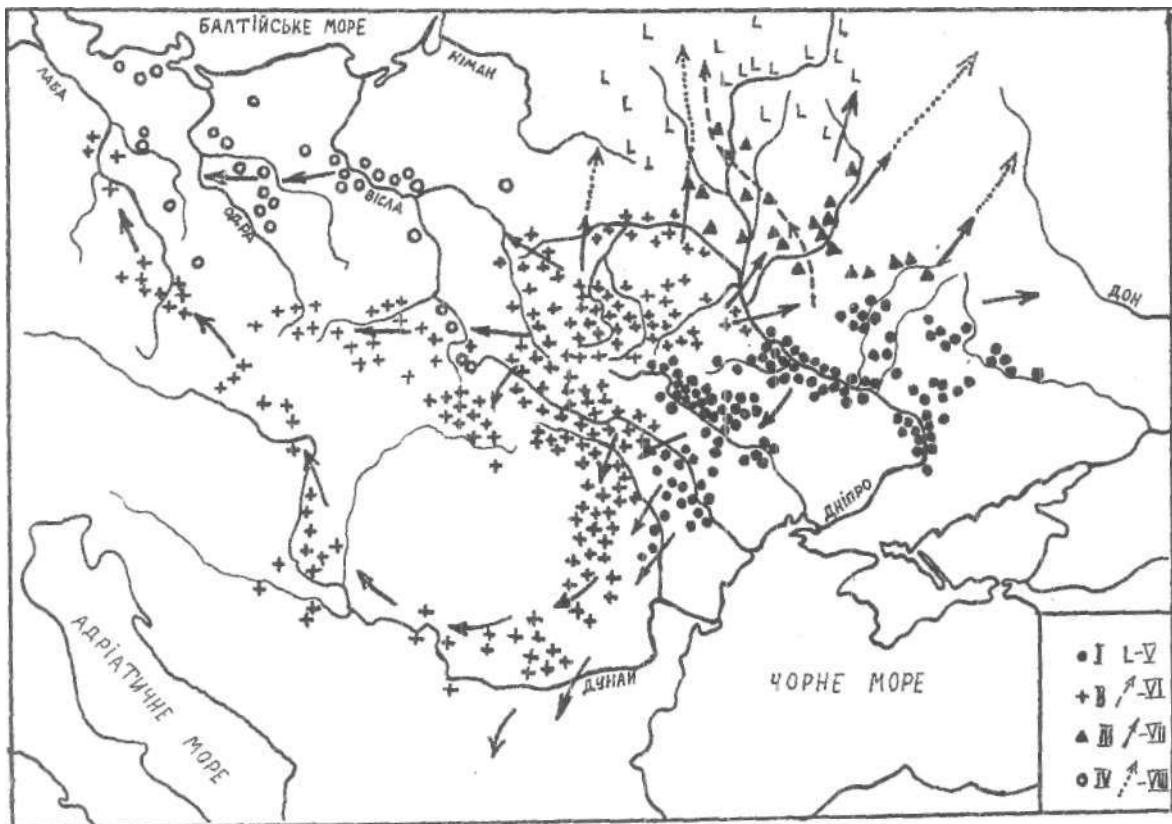 БАЛТІЙСЬКЕ МОРЕ
ЛАБА
НІМАН
ВІСЛА
ОДРА
ДОН
ДНІПРО
ДУНАЙ
ЧОРНЕ МОРЕ
АДРІАТИЧНЕ
МОРЕ
I L-V
II -VI
III -VII
IV -VIII